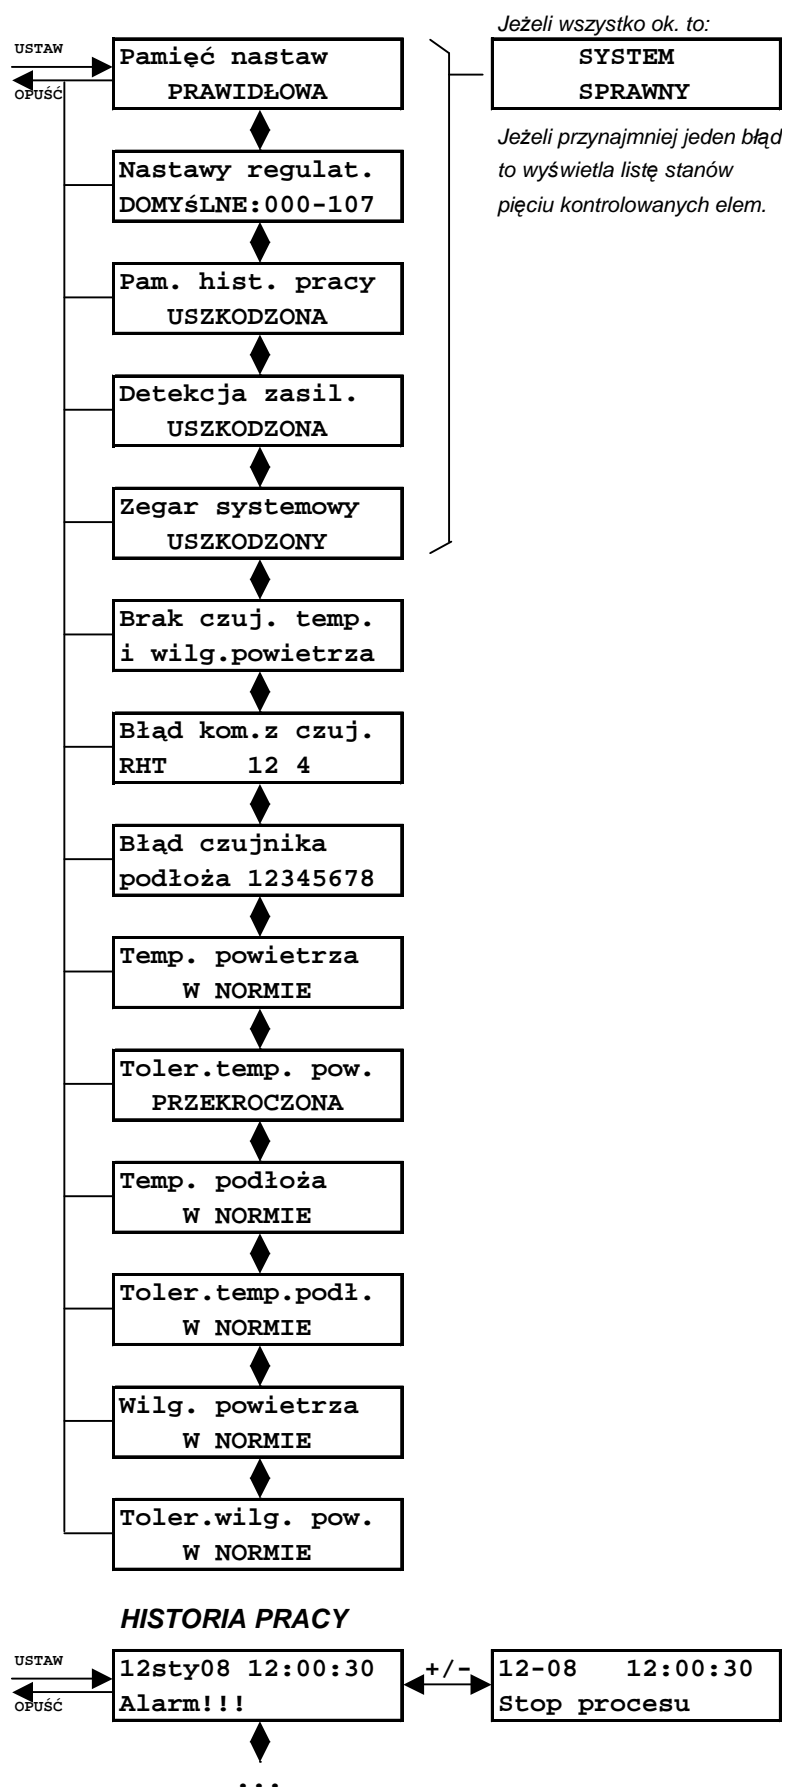 Jeżeli wszystko ok. to:
USTAW
OPUŚĆ
Pamięć nastaw
PRAWIDŁOWA
SYSTEM
SPRAWNY
Jeżeli przynajmniej jeden błąd
to wyświetla listę stanów
pięciu kontrolowanych elem.
Nastawy regulat.
DOMYśLNE:000-107
Pam. hist. pracy
USZKODZONA
Detekcja zasil.
USZKODZONA
Zegar systemowy
USZKODZONY
Brak czuj. temp.
i wilg.powietrza
Błąd kom.z czuj.
RHT 12 4
Błąd czujnika
podłoża 12345678
Temp. powietrza
W NORMIE
Toler.temp. pow.
PRZEKROCZONA
Temp. podłoża
W NORMIE
Toler.temp.podł.
W NORMIE
Wilg. powietrza
W NORMIE
Toler.wilg. pow.
W NORMIE
HISTORIA PRACY
USTAW
OPUŚĆ
12sty08 12:00:30
Alarm!!!
+/-
12-08 12:00:30
Stop procesu
...